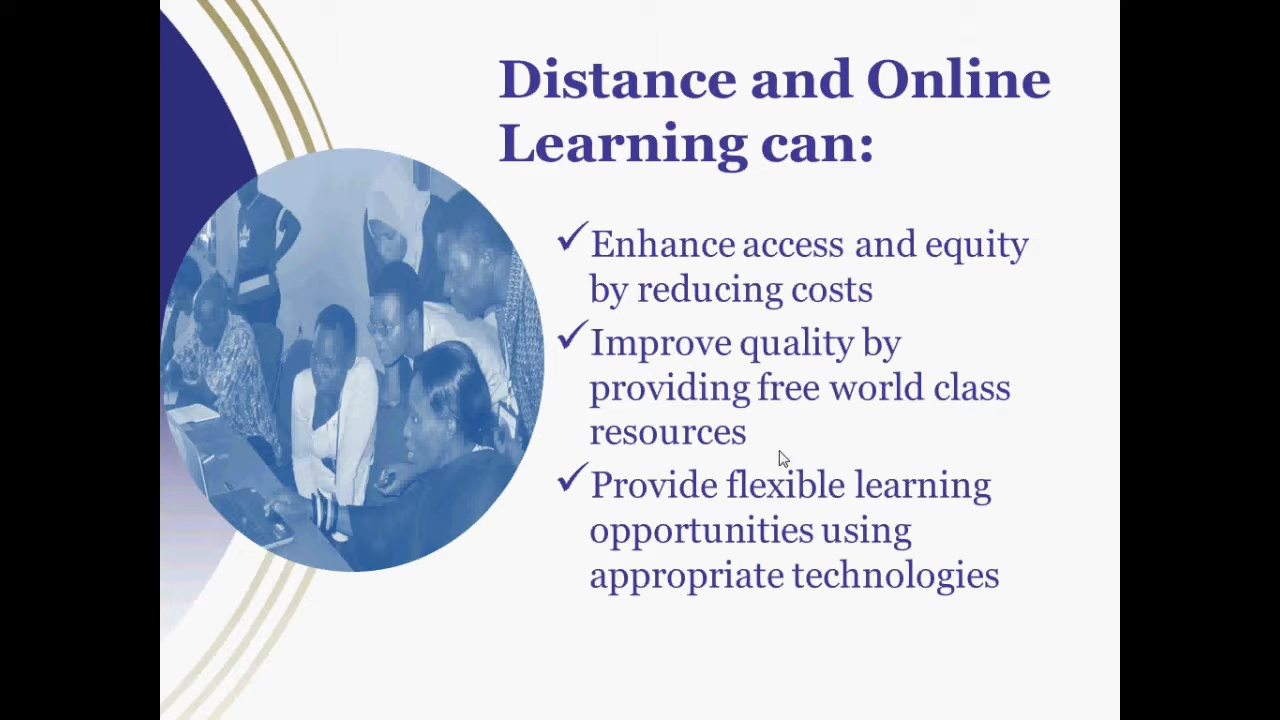 Distance and Online
Learning can:
✓Enhance access and equity
by reducing costs
✓Improve quality by
providing free world class
resources
✓Provide flexible learning
opportunities using
appropriate technologies